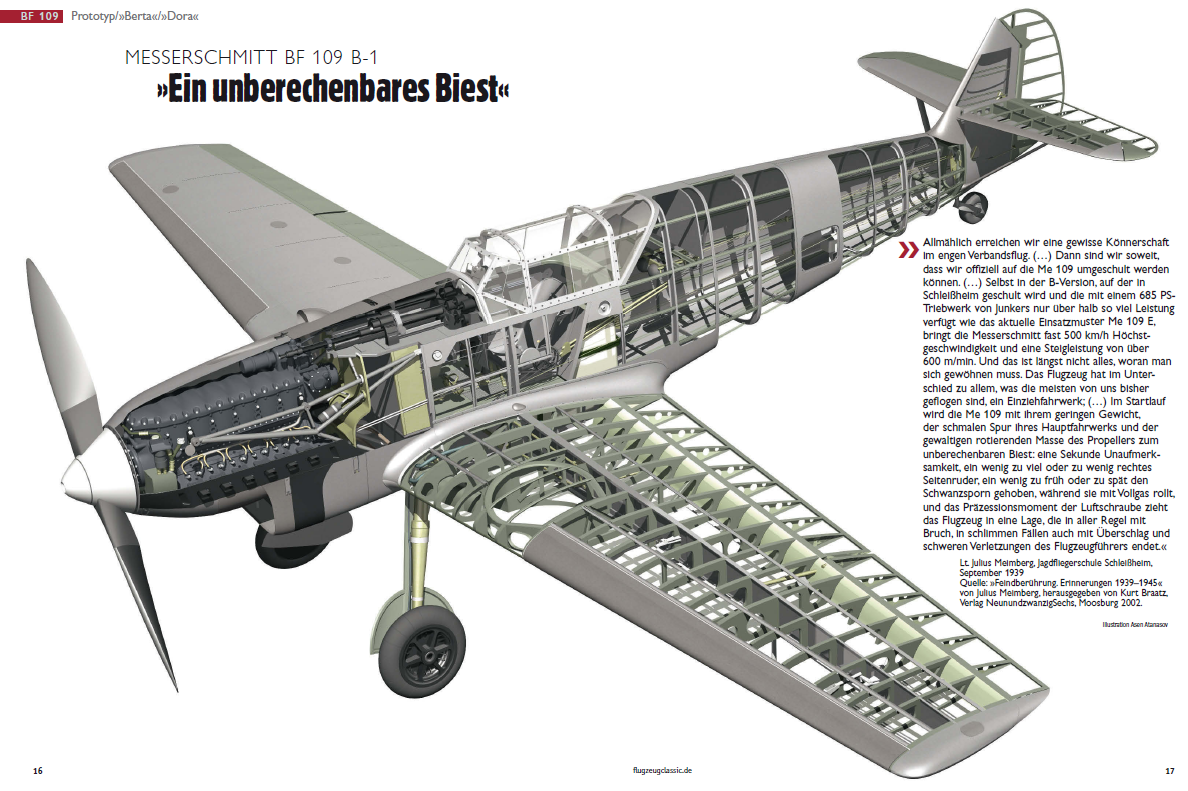 BF 109 Prototyp/»Berta«/»Dora«
MESSERSCHMITT BF 109 B-1
»Ein unberechenbares Biest«
» Allmählich erreichen wir eine gewisse Könnerschaft
im engen Verbandsflug. (…) Dann sind wir soweit,
dass wir offiziell auf die Me 109 umgeschult werden
können. (…) Selbst in der B-Version, auf der in
Schleißheim geschult wird und die mit einem 685 PS-
Triebwerk von Junkers nur über halb so viel Leistung
verfügt wie das aktuelle Einsatzmuster Me 109 E,
bringt die Messerschmitt fast 500 km/h Höchst-
geschwindigkeit und eine Steigleistung von über
600 m/min. Und das ist längst nicht alles, woran man
sich gewöhnen muss. Das Flugzeug hat im Unter-
schied zu allem, was die meisten von uns bisher
geflogen sind, ein Einziehfahrwerk; (…) Im Startlauf
wird die Me 109 mit ihrem geringen Gewicht,
der schmalen Spur ihres Hauptfahrwerks und der
gewaltigen rotierenden Masse des Propellers zum
unberechenbaren Biest: eine Sekunde Unaufmerk-
samkeit, ein wenig zu viel oder zu wenig rechtes
Seitenruder, ein wenig zu früh oder zu spät den
Schwanzsporn gehoben, während sie mit Vollgas rollt,
und das Präzessionsmoment der Luftschraube zieht
das Flugzeug in eine Lage, die in aller Regel mit
Bruch, in schlimmen Fällen auch mit Überschlag und
schweren Verletzungen des Flugzeugführers endet.«
Lt. Julius Meimberg, Jagdfliegerschule Schleißheim,
September 1939
Quelle: »Feindberührung. Erinnerungen 1939–1945«
von Julius Meimberg, herausgegeben von Kurt Braatz,
Verlag NeunundzwanzigSechs, Moosburg 2002.
Illustration Asen Atanasov
16
flugzeugclassic.de
17